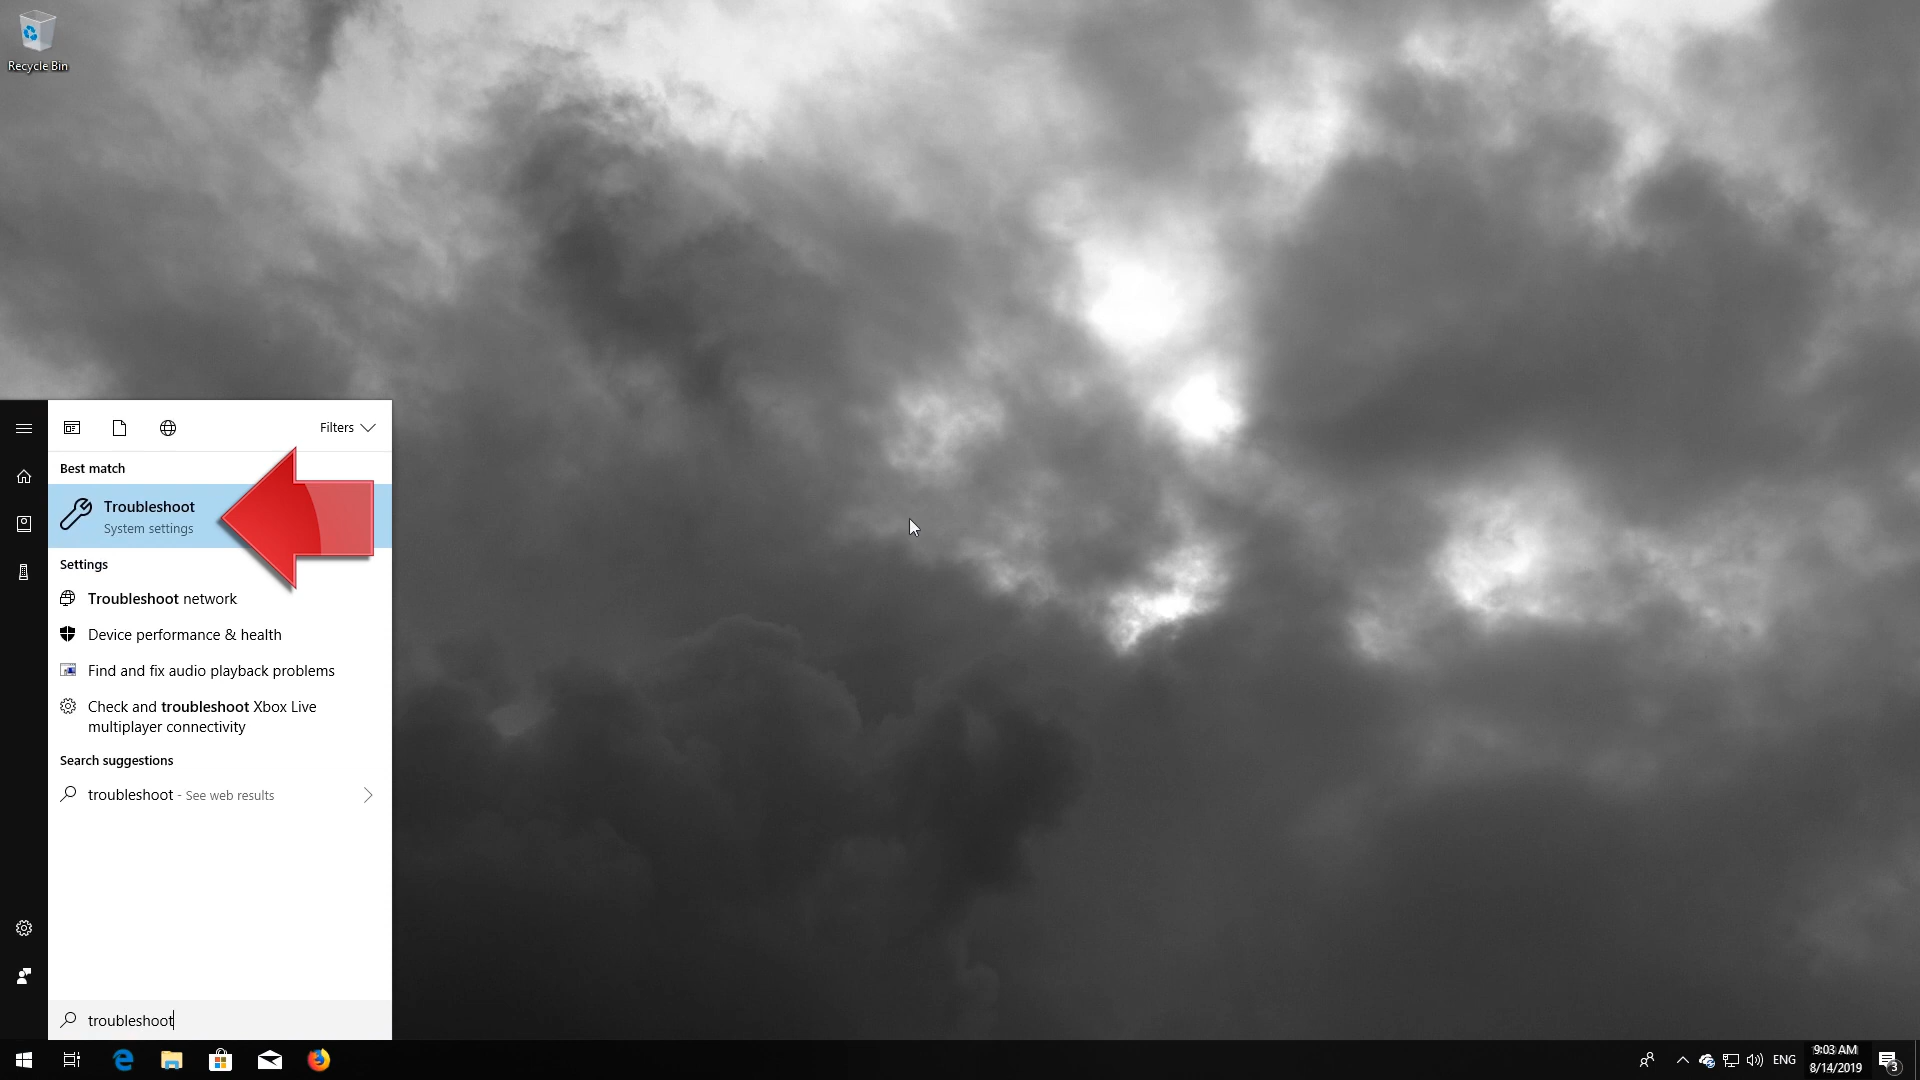 Recycle Bin
Filters
Best match
Troubleshoot
System settings
Settings
Troubleshoot network
Device performance & health
Find and fix audio playback problems
Check and troubleshoot Xbox Live
multiplayer connectivity
Search suggestions
troubleshoot - See web results
troubleshoot
ENG
9:03 AM
8/14/2019
3